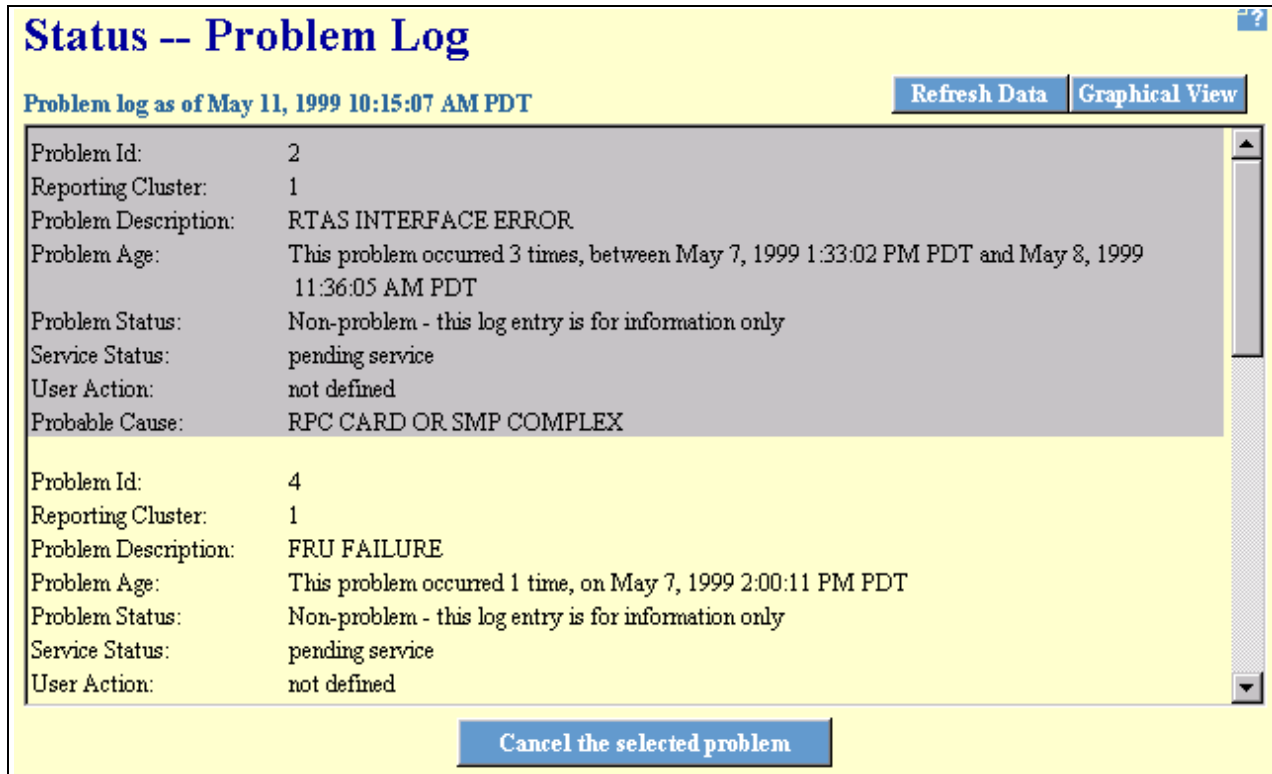 Status -- Problem Log
?
Problem log as of May 11, 1999 10:15:07 AM PDT
Refresh Data
Graphical View
Problem Id: 2
Reporting Cluster: 1
Problem Description: RTAS INTERFACE ERROR
Problem Age: This problem occurred 3 times, between May 7, 1999 1:33:02 PM PDT and May 8, 1999
11:36:05 AM PDT
Problem Status: Non-problem - this log entry is for information only
Service Status: pending service
User Action: not defined
Probable Cause: RPC CARD OR SMP COMPLEX
Problem Id: 4
Reporting Cluster: 1
Problem Description: FRU FAILURE
Problem Age: This problem occurred 1 time, on May 7, 1999 2:00:11 PM PDT
Problem Status: Non-problem - this log entry is for information only
Service Status: pending service
User Action: not defined
Cancel the selected problem